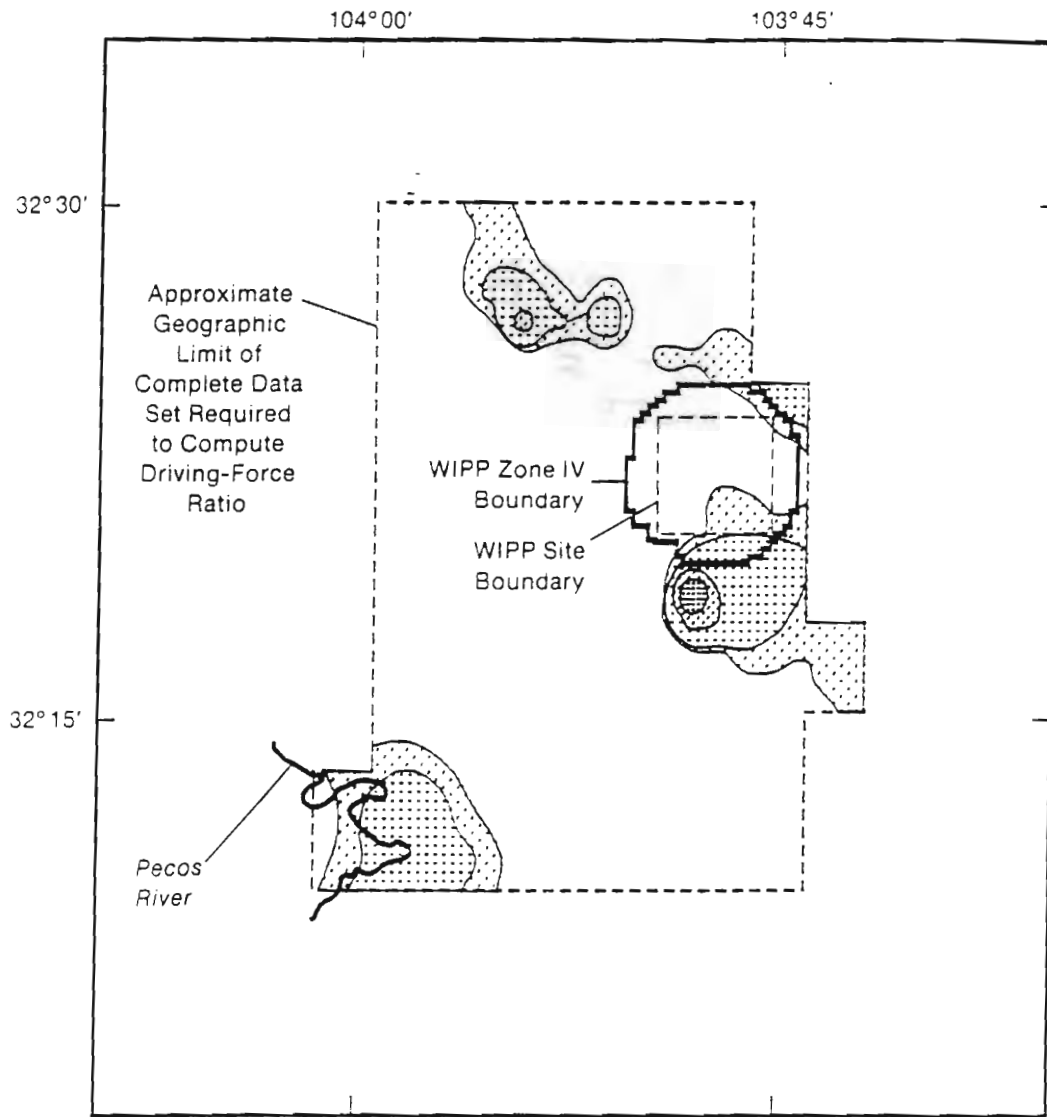 104°00'
103°45'
32°30'
Approximate
Geographic
Limit of
Complete Data
Set Required
to Compute
Driving-Force
Ratio
WIPP Zone IV
Boundary
WIPP Site
Boundary
32°15'
Pecos
River